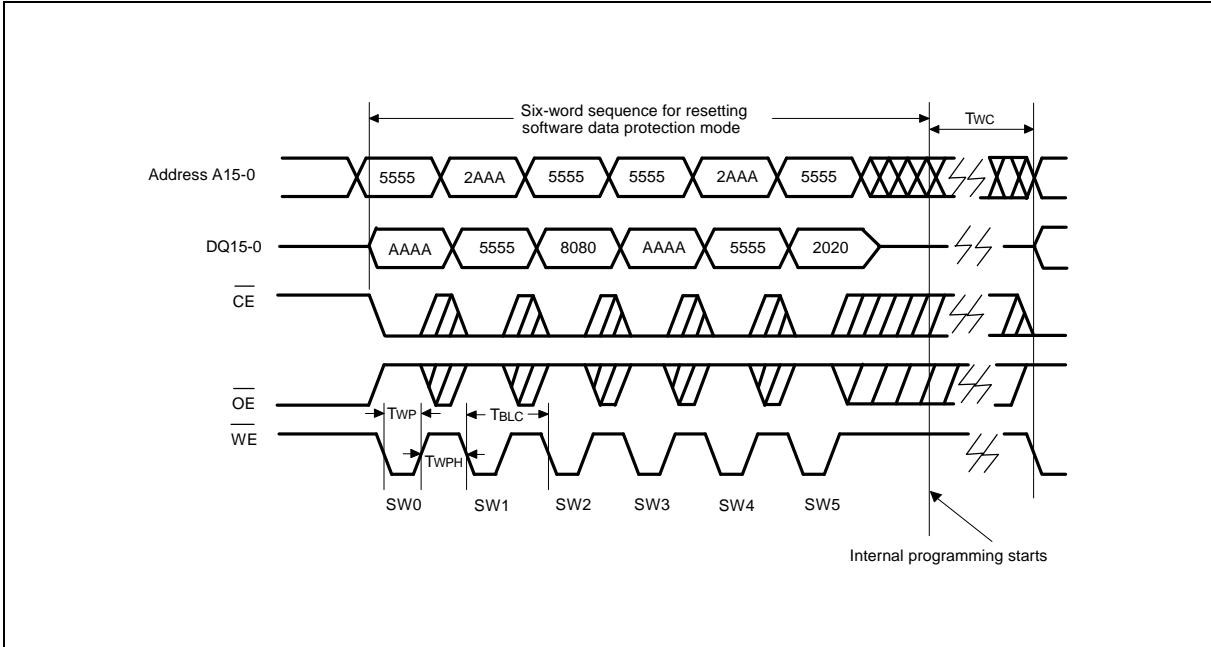 Six-word sequence for resetting
software data protection mode
TWC
Address A15-0
5555 2AAA 5555 5555 2AAA 5555
DQ15-0
AAAA 5555 8080 AAAA 5555 2020
CE
OE
TWP
TBLC
WE
TWPH
SW0 SW1 SW2 SW3 SW4 SW5
Internal programming starts